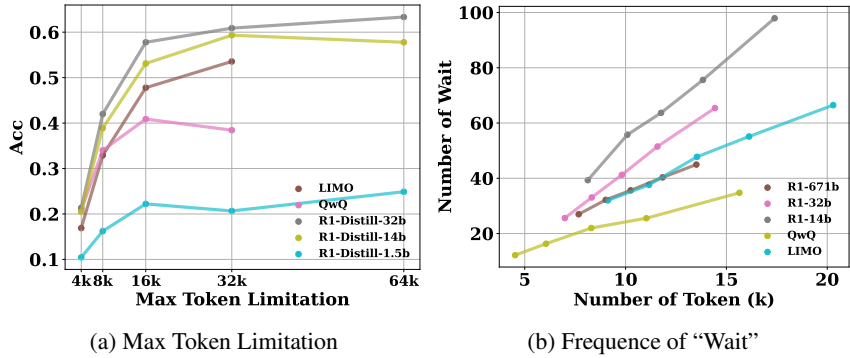 0.6
0.5
0.4
0.3
0.2
0.1
Acc
4k 8k 16k 32k 64k
Max Token Limitation
LIMO
QwQ
R1-Distill-32b
R1-Distill-14b
R1-Distill-1.5b
(a) Max Token Limitation
100
80
60
40
20
Number of Wait
5 10 15 20
Number of Token (k)
R1-671b
R1-32b
R1-14b
QwQ
LIMO
(b) Frequence of “Wait”